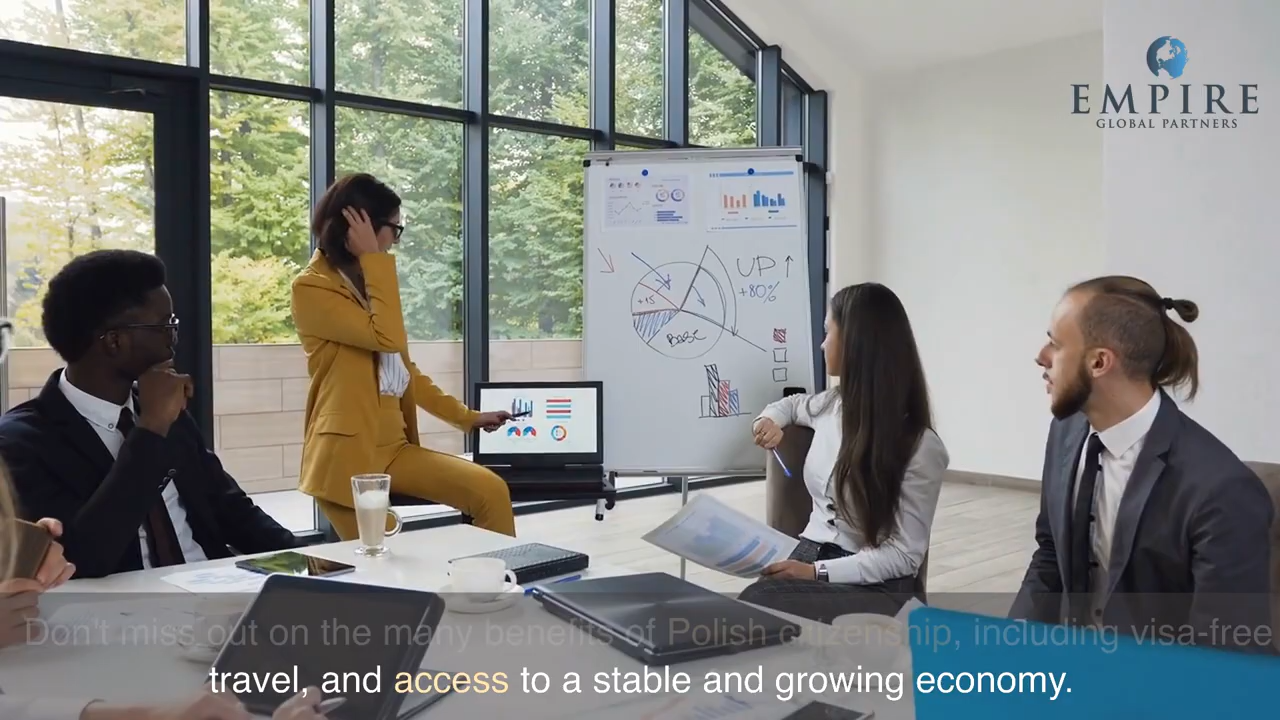 EMPIRE
GLOBAL PARTNERS
UP
+80%
+15
BASE
Don't miss out on the many benefits of Polish citizenship, including visa-free
travel, and access to a stable and growing economy.